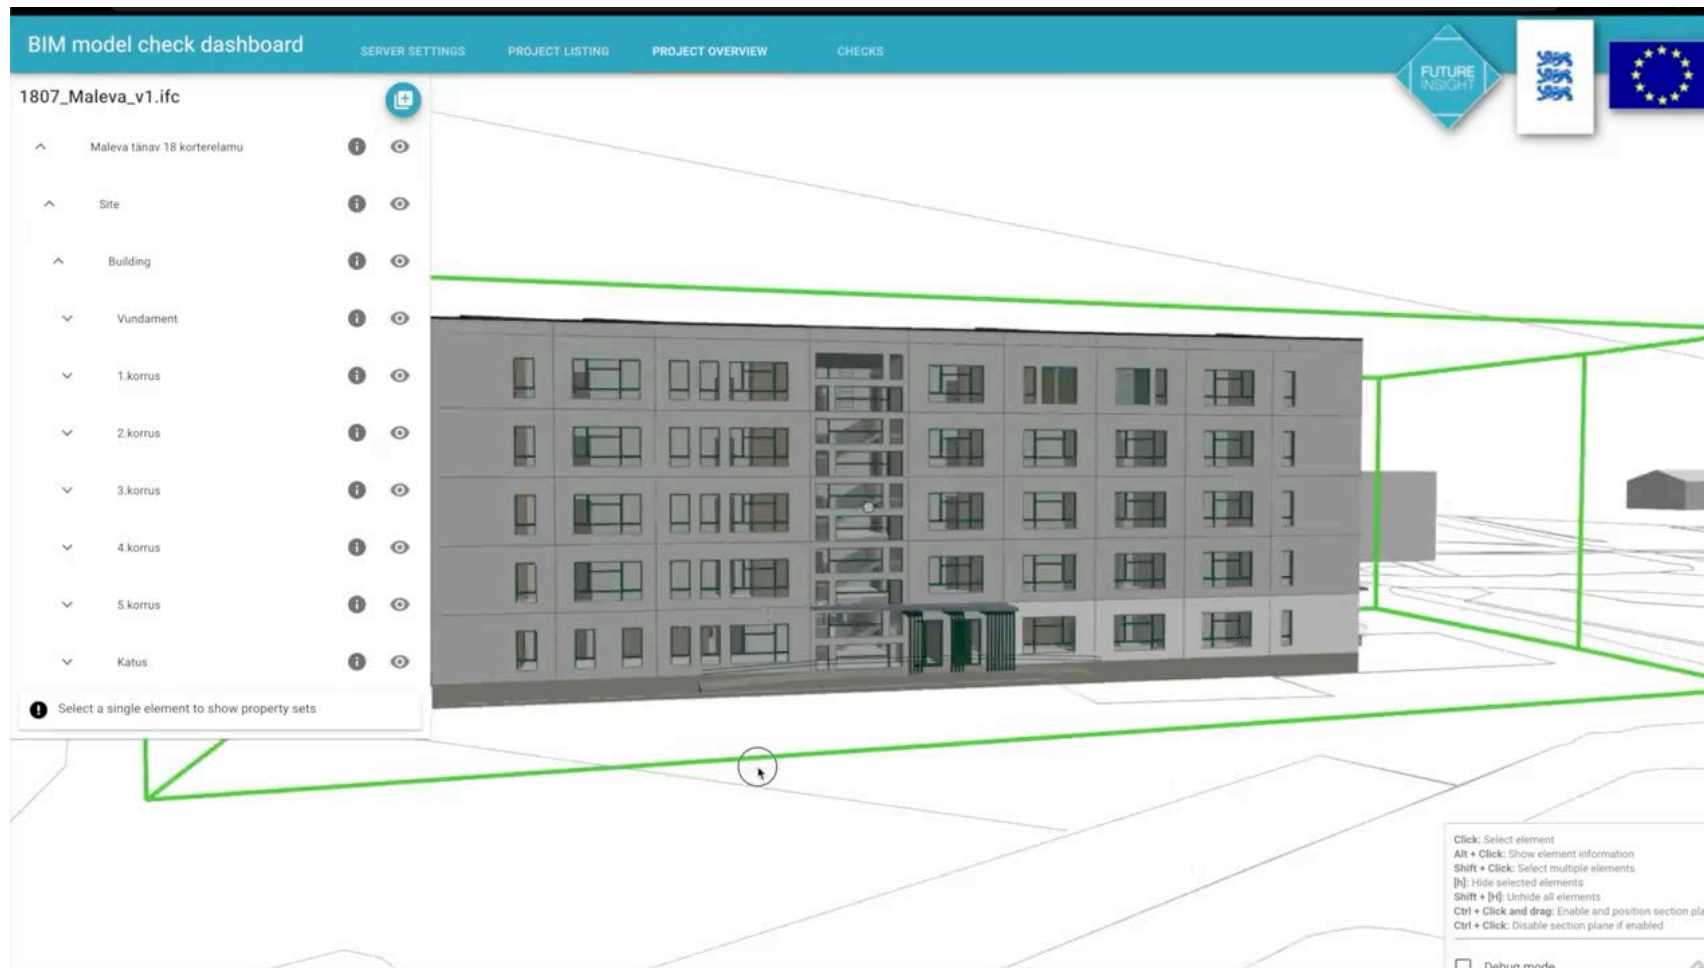 BIM model check dashboard
SERVER SETTINGS
PROJECT LISTING
PROJECT OVERVIEW
CHECKS
FUTURE
INSIGHT
1807_Maleva_v1.ifc
Maleva tänav 18 korterelamu
Site
Building
Vundament
1.korrus
2.korrus
3.korrus
4.korrus
5.korrus
Katus
Select a single element to show property sets
Click: Select element
Alt + Click: Show element information
Shift + Click: Select multiple elements
[h]: Hide selected elements
Shift + [H]: Unhide all elements
Ctrl + Click and drag: Enable and position section pla
Ctrl + Click: Disable section plane if enabled
Debug mode